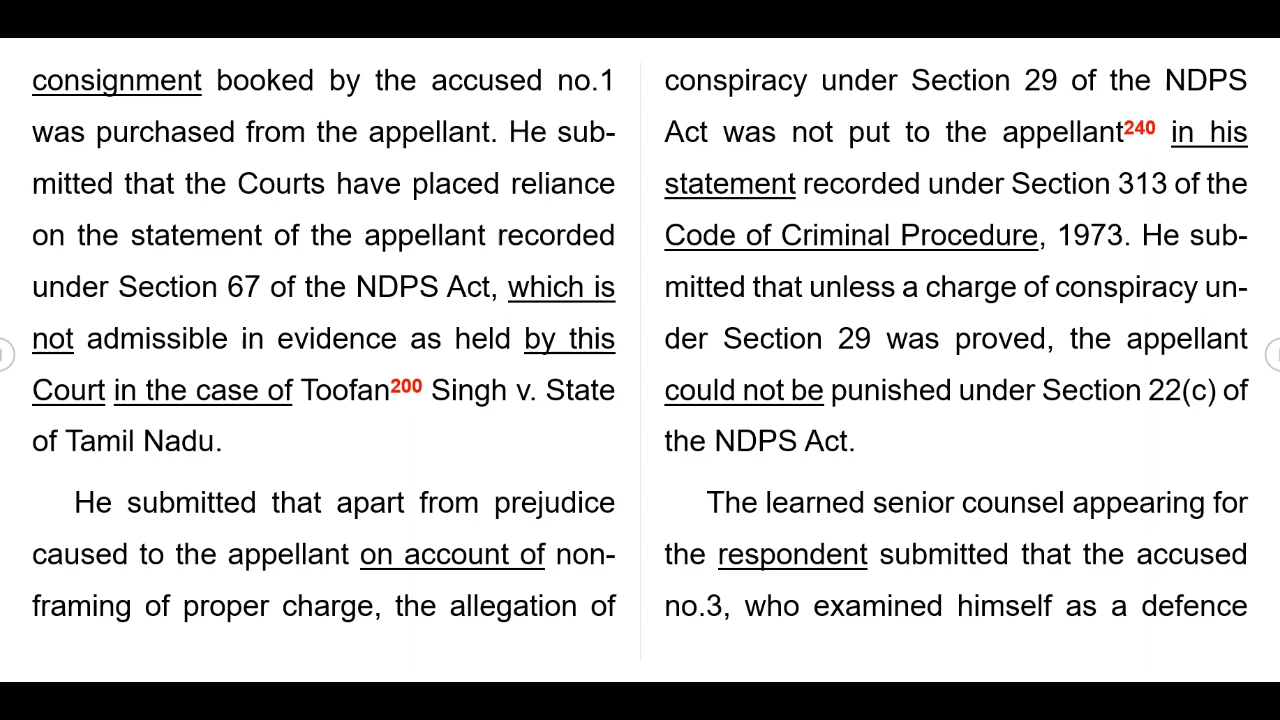 consignment booked by the accused no.1
was purchased from the appellant. He sub-
mitted that the Courts have placed reliance
on the statement of the appellant recorded
under Section 67 of the NDPS Act, which is
not admissible in evidence as held by this
Court in the case of Toofan200 Singh v. State
of Tamil Nadu.
He submitted that apart from prejudice
caused to the appellant on account of non-
framing of proper charge, the allegation of
conspiracy under Section 29 of the NDPS
Act was not put to the appellant240 in his
statement recorded under Section 313 of the
Code of Criminal Procedure, 1973. He sub-
mitted that unless a charge of conspiracy un-
der Section 29 was proved, the appellant
could not be punished under Section 22(c) of
the NDPS Act.
The learned senior counsel appearing for
the respondent submitted that the accused
no.3, who examined himself as a defence